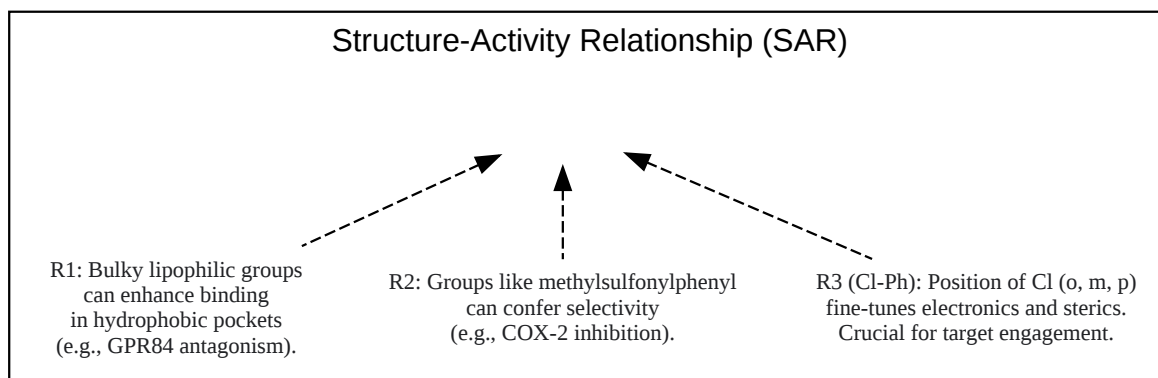 Structure-Activity Relationship (SAR)
R1: Bulky lipophilic groups
can enhance binding
in hydrophobic pockets
(e.g., GPR84 antagonism).
R2: Groups like methylsulfonylphenyl
can confer selectivity
(e.g., COX-2 inhibition).
R3 (Cl-Ph): Position of Cl (o, m, p)
fine-tunes electronics and sterics.
Crucial for target engagement.